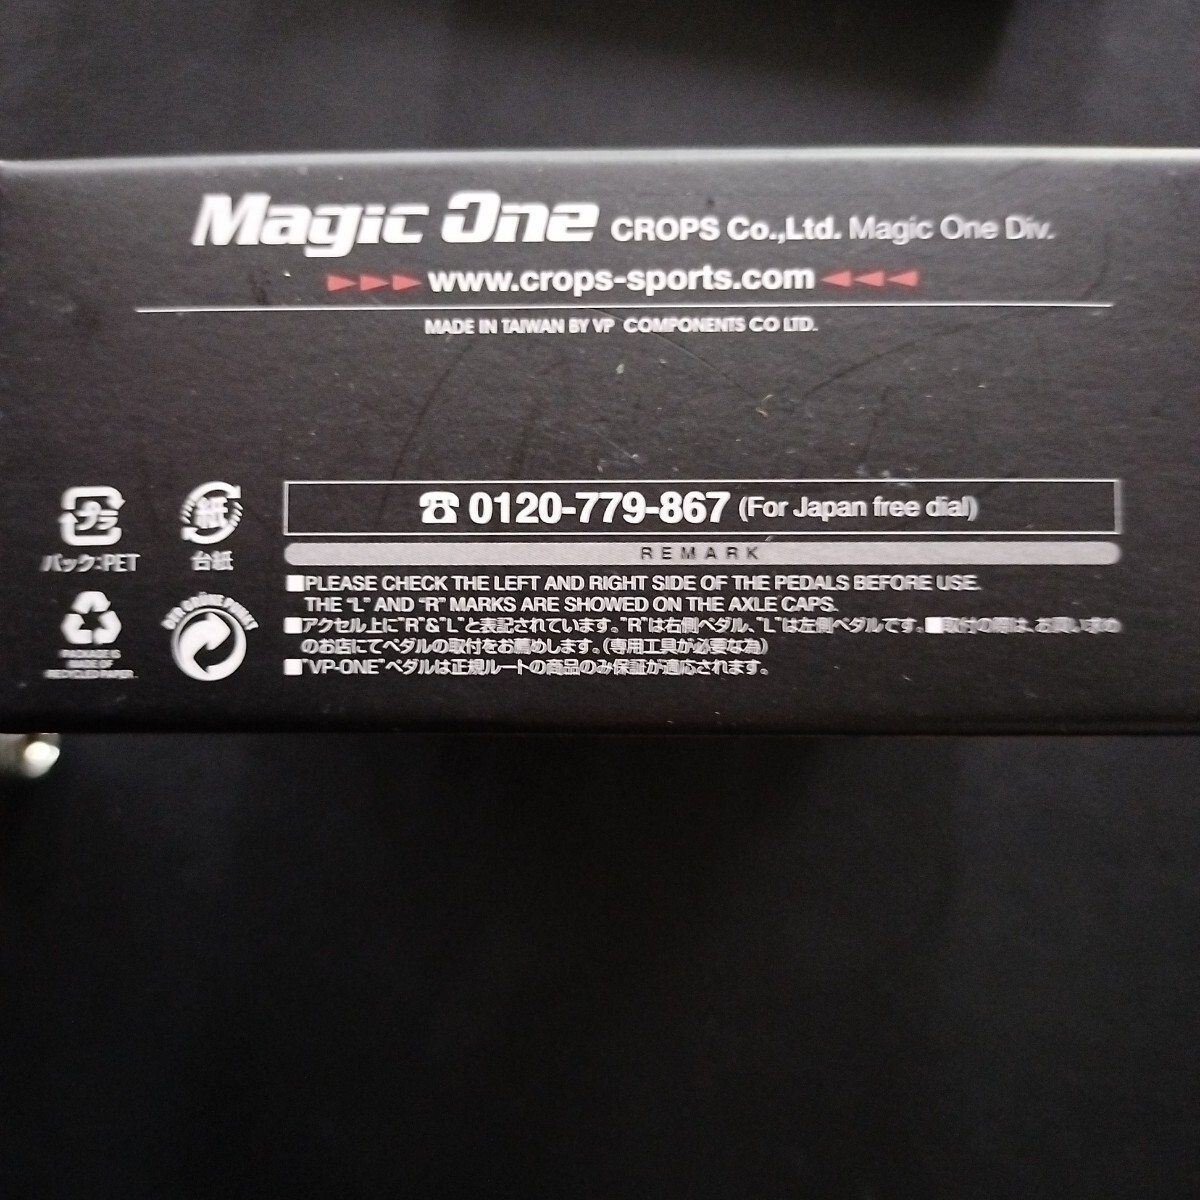 Magic One CROPS Co.,Ltd. Magic One Div.
www.crops-sports.com
MADE IN TAIWAN BY VP COMPONENTS CO LTD.
☎ 0120-779-867 (For Japan free dial)
REMARK
プラ
パック:PET
紙
台紙
■PLEASE CHECK THE LEFT AND RIGHT SIDE OF THE PEDALS BEFORE USE.
THE "L" AND "R" MARKS ARE SHOWED ON THE AXLE CAPS.
■アクセル上に"R"&"L"と表記されています。"R"は右側ペダル、"L"は左側ペダルです。■取付の際は、お買い求め
のお店にてペダルの取付をお薦めします。(専用工具が必要な為)
■"VP-ONE"ペダルは正規ルートの商品のみ保証が適応されます。
DER GRÜNE PUNKT
PACKAGE IS
MADE OF
RECYCLED PAPER.